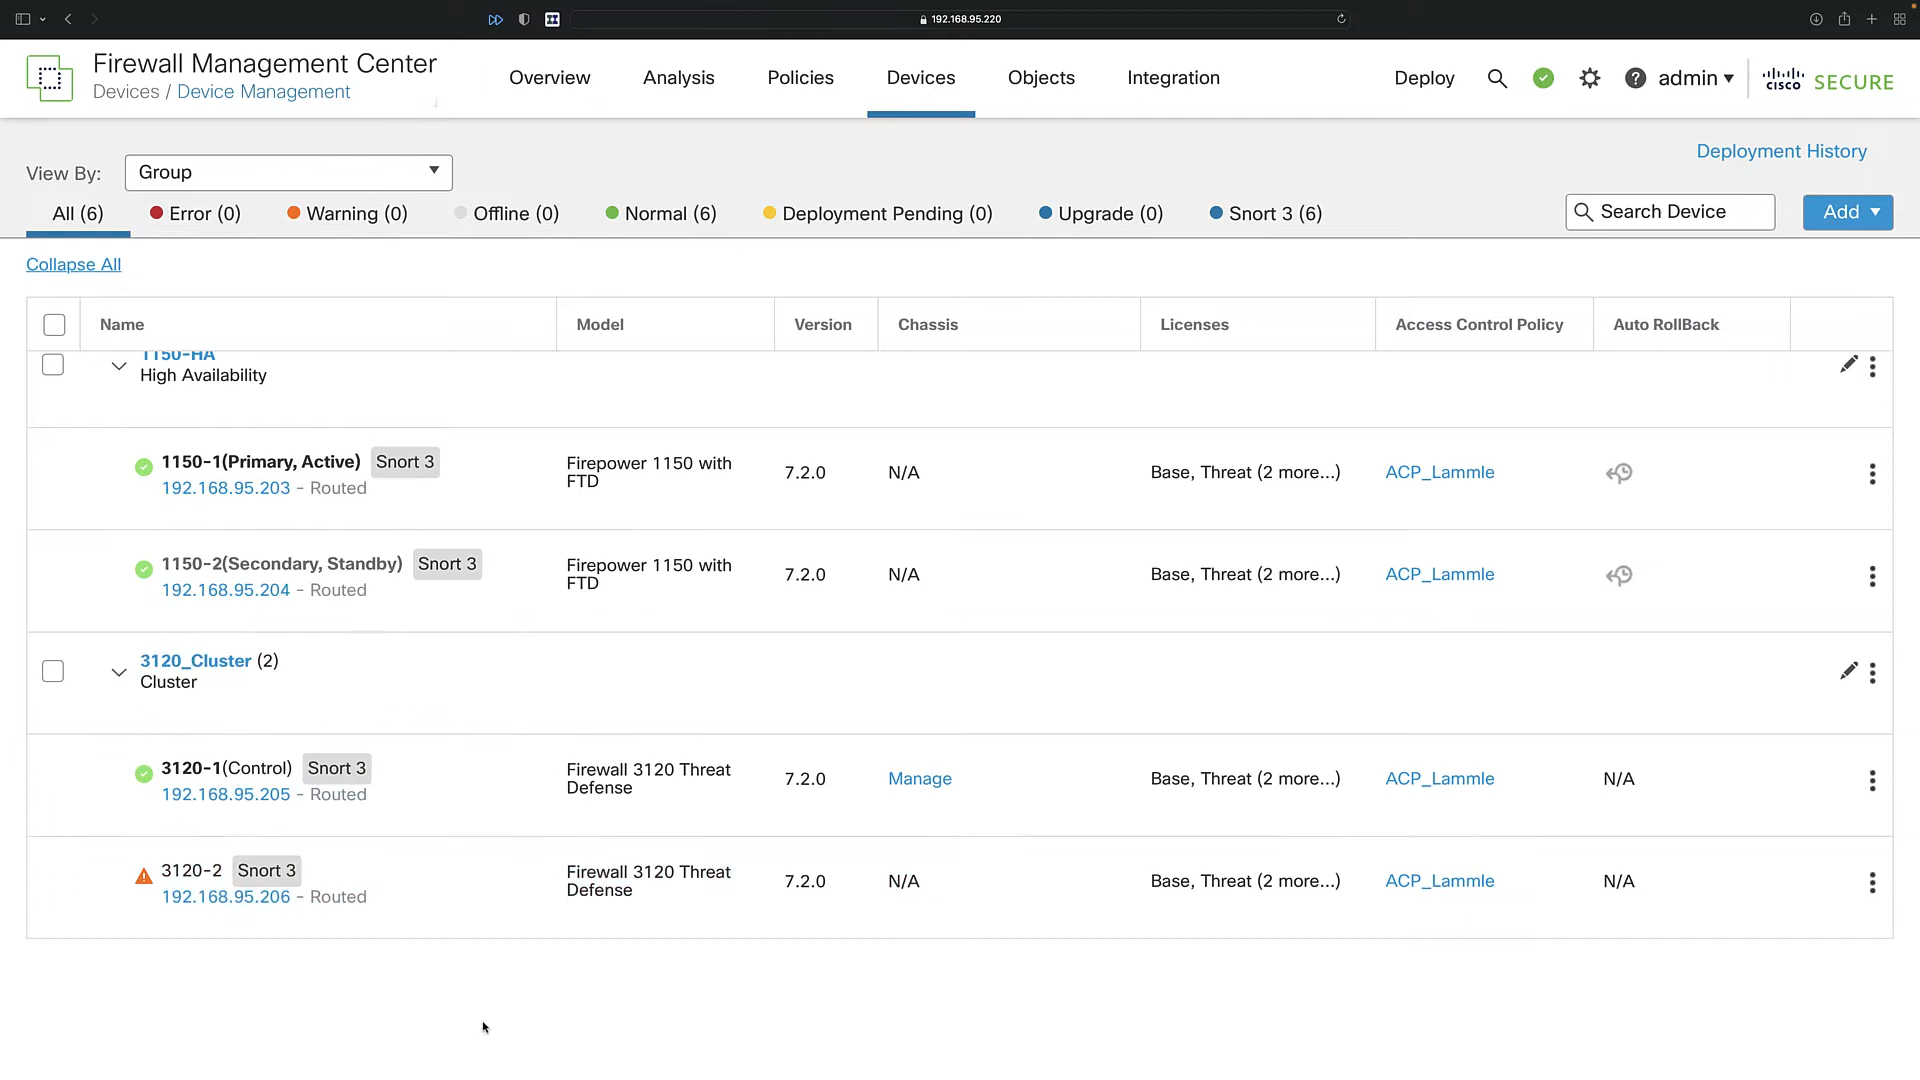 192.168.95.220
Firewall Management Center
Devices / Device Management
Overview
Analysis
Policies
Devices
Objects
Integration
Deploy
admin
cisco
SECURE
Deployment History
View By:
Group
All (6)
Error (0)
Warning (0)
Offline (0)
Normal (6)
Deployment Pending (0)
Upgrade (0)
Snort 3 (6)
Search Device
Add
Collapse All
Name
Model
Version
Chassis
Licenses
Access Control Policy
Auto RollBack
1150-HA
High Availability
1150-1(Primary, Active)
Snort 3
192.168.95.203 - Routed
Firepower 1150 with
FTD
7.2.0
N/A
Base, Threat (2 more...)
ACP_Lammle
1150-2(Secondary, Standby)
Snort 3
192.168.95.204 - Routed
Firepower 1150 with
FTD
7.2.0
N/A
Base, Threat (2 more...)
ACP_Lammle
3120_Cluster (2)
Cluster
3120-1(Control)
Snort 3
192.168.95.205 - Routed
Firewall 3120 Threat
Defense
7.2.0
Manage
Base, Threat (2 more...)
ACP_Lammle
N/A
3120-2
Snort 3
192.168.95.206 - Routed
Firewall 3120 Threat
Defense
7.2.0
N/A
Base, Threat (2 more...)
ACP_Lammle
N/A